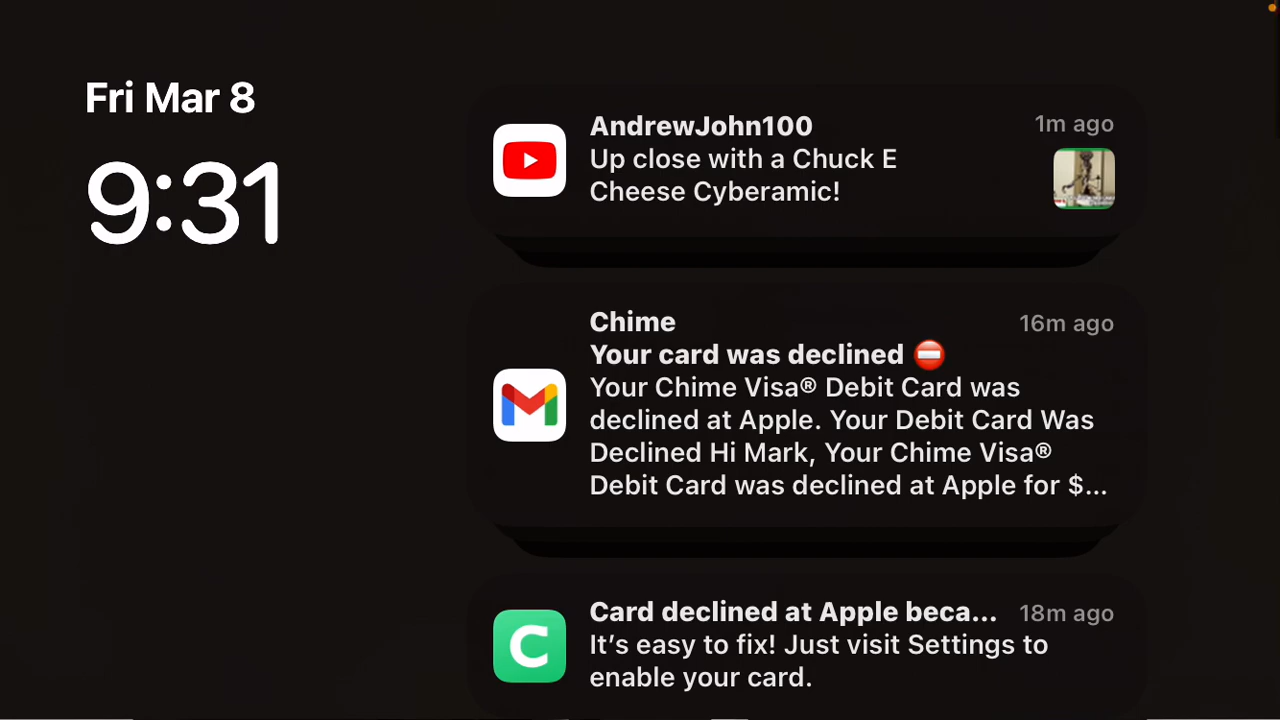 Fri Mar 8
9:31
AndrewJohn100
1m ago
Up close with a Chuck E
Cheese Cyberamic!
Chime
16m ago
Your card was declined ⛔
Your Chime Visa® Debit Card was
declined at Apple. Your Debit Card Was
Declined Hi Mark, Your Chime Visa®
Debit Card was declined at Apple for $...
Card declined at Apple beca...
18m ago
It's easy to fix! Just visit Settings to
enable your card.